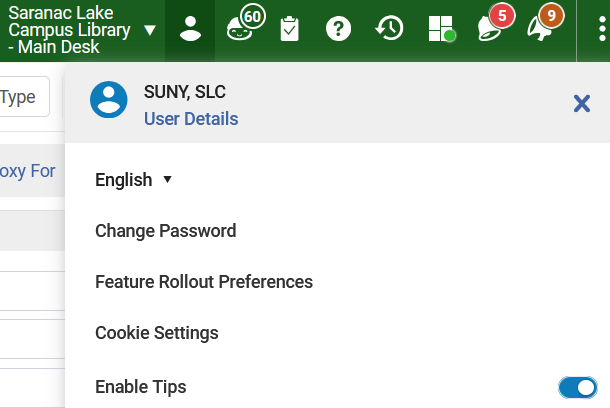 Saranac Lake
Campus Library
- Main Desk
60
5
9
Type
SUNY, SLC
User Details
oxy For
English
Change Password
Feature Rollout Preferences
Cookie Settings
Enable Tips